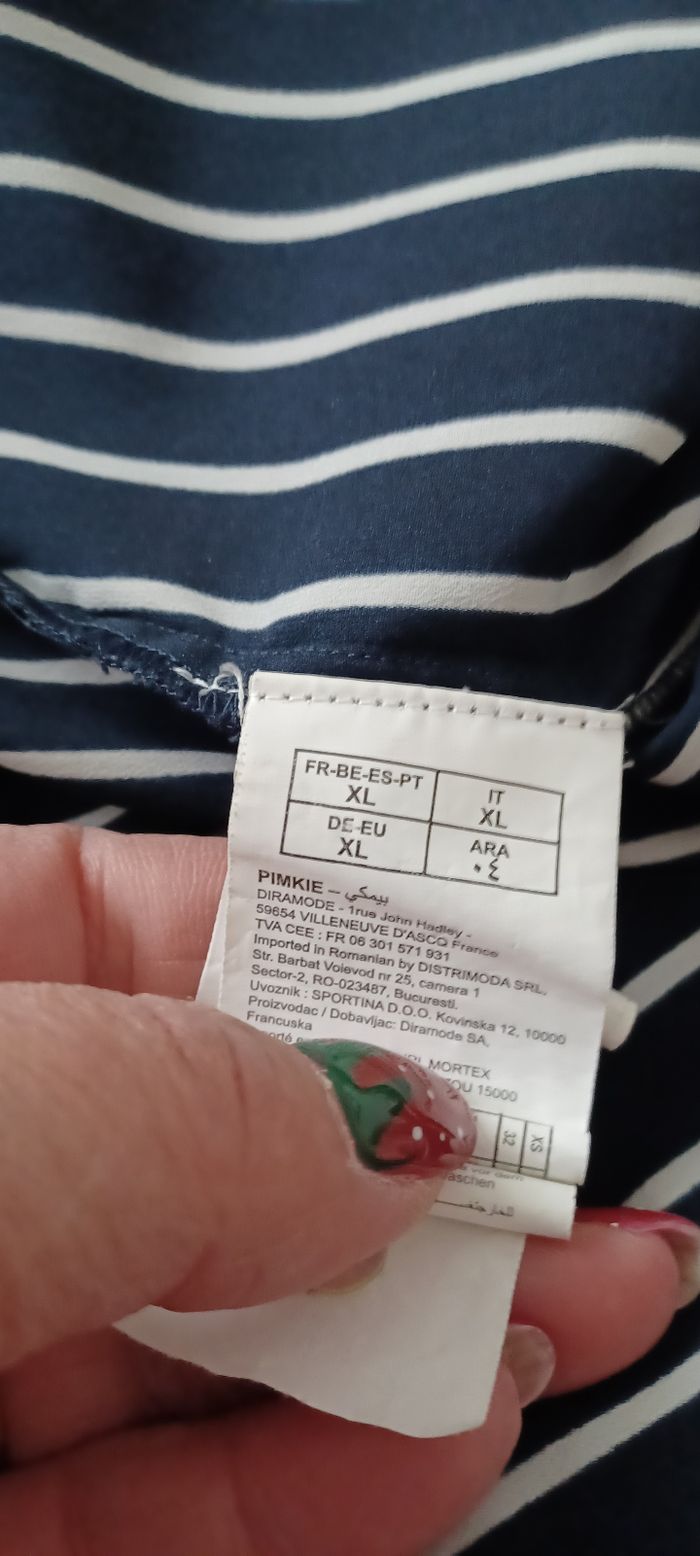 FR-BE-ES-PT
XL
IT
XL
DE-EU
XL
ARA
٠٤
PIMKIE – بيمكي
DIRAMODE - 1rue John Hadley -
59654 VILLENEUVE D'ASCQ France
TVA CEE : FR 06 301 571 931
Imported in Romanian by DISTRIMODA SRL,
Str. Barbat Voievod nr 25, camera 1
Sector-2, RO-023487, Bucuresti.
Uvoznik : SPORTINA D.O.O. Kovinska 12, 10000
Proizvodac / Dobavljac: Diramode SA,
Francuska
MORTEX
15000
32
XS
vor dem